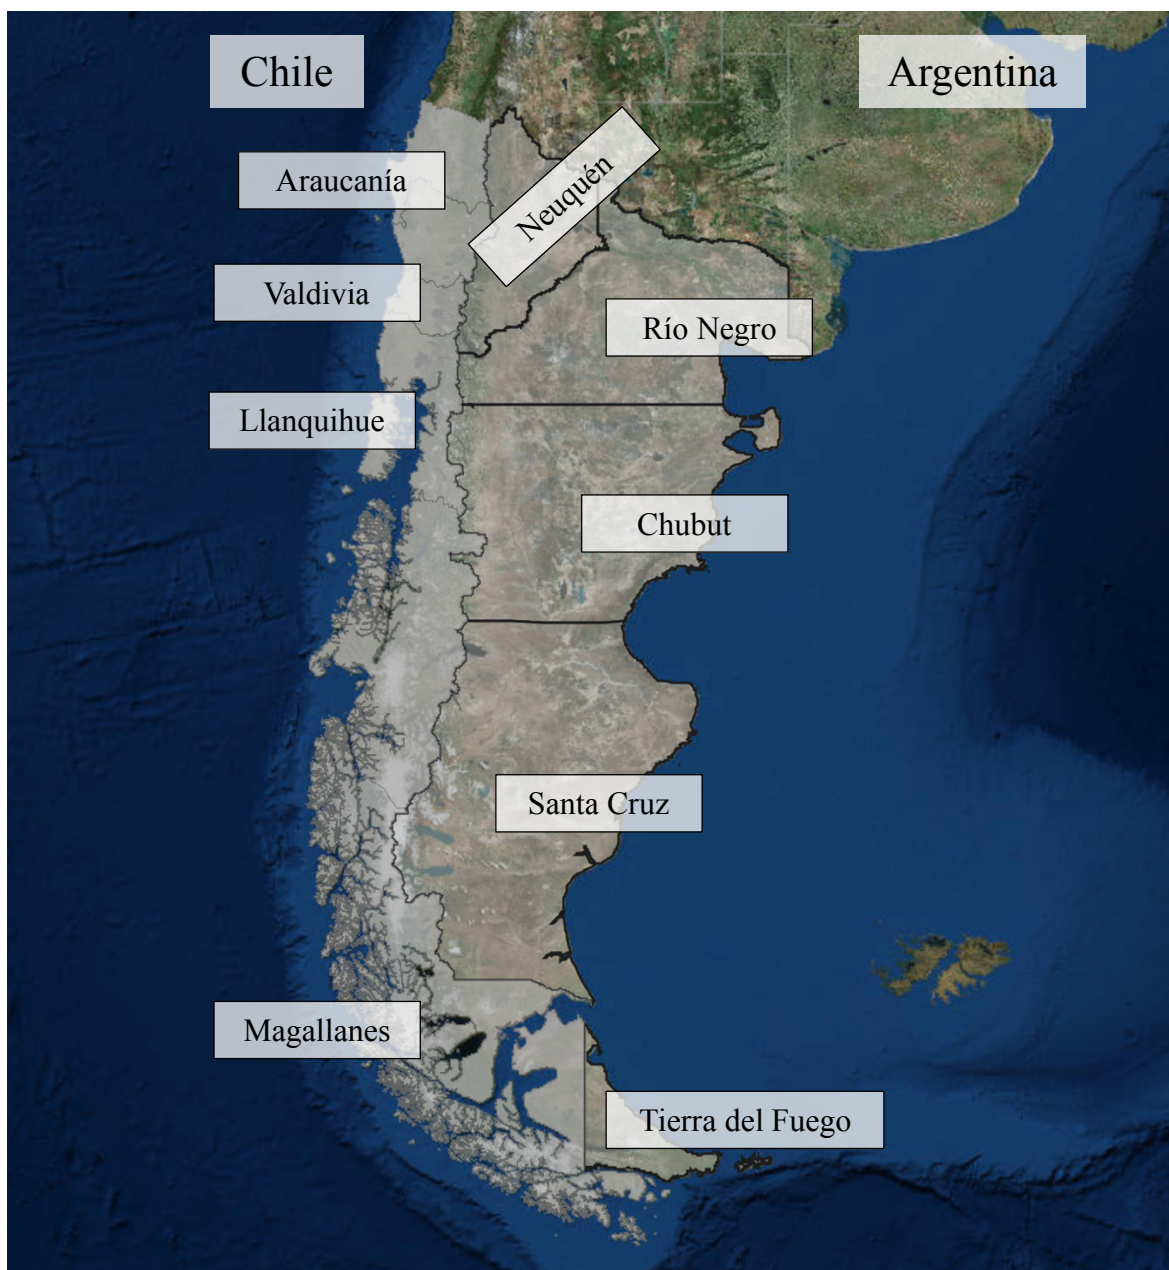 Chile
Argentina
Araucanía
Neuquén
Valdivia
Río Negro
Llanquihue
Chubut
Santa Cruz
Magallanes
Tierra del Fuego